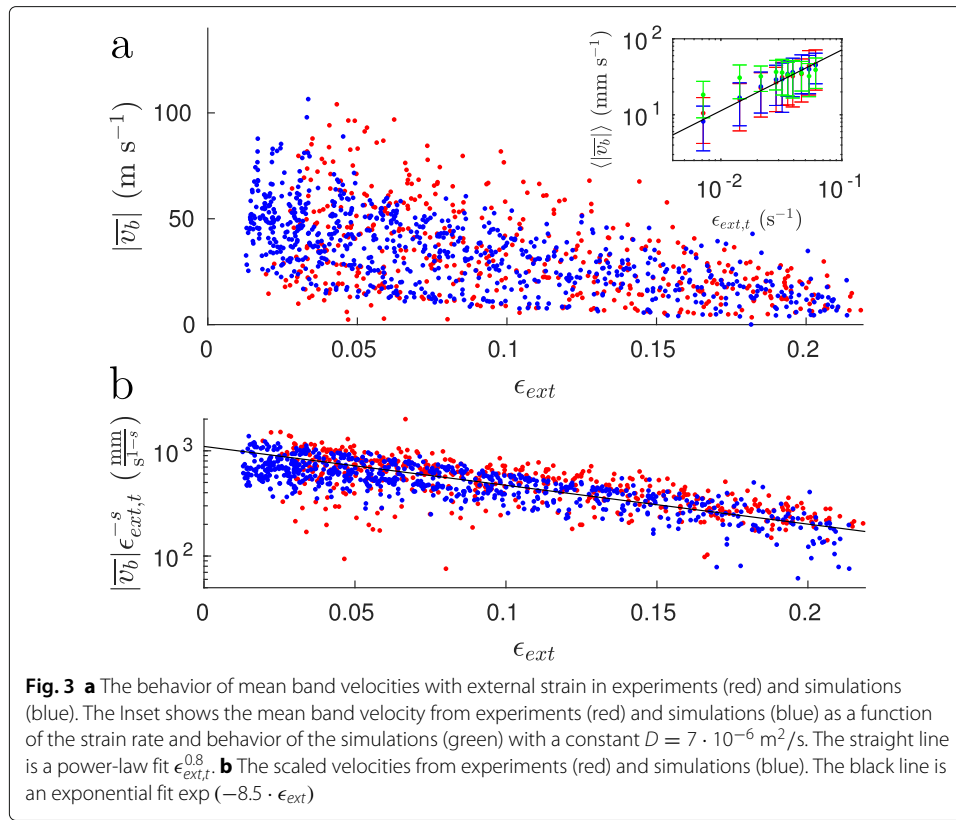 a
|v̅_b| (m s⁻¹)
100
50
0
0
0.05
0.1
0.15
0.2
ϵ_ext
⟨|v̅_b|⟩ (mm s⁻¹)
10²
10¹
10⁻²
10⁻¹
ϵ_ext,t (s⁻¹)
b
|v̅_b|ϵ_ext,t^−s (mm/s^1−s)
10³
10²
0
0.05
0.1
0.15
0.2
ϵ_ext
Fig. 3 a The behavior of mean band velocities with external strain in experiments (red) and simulations
(blue). The Inset shows the mean band velocity from experiments (red) and simulations (blue) as a function
of the strain rate and behavior of the simulations (green) with a constant D = 7 · 10⁻⁶ m²/s. The straight line
is a power-law fit ϵ_ext,t^0.8. b The scaled velocities from experiments (red) and simulations (blue). The black line is
an exponential fit exp (−8.5 · ϵ_ext)